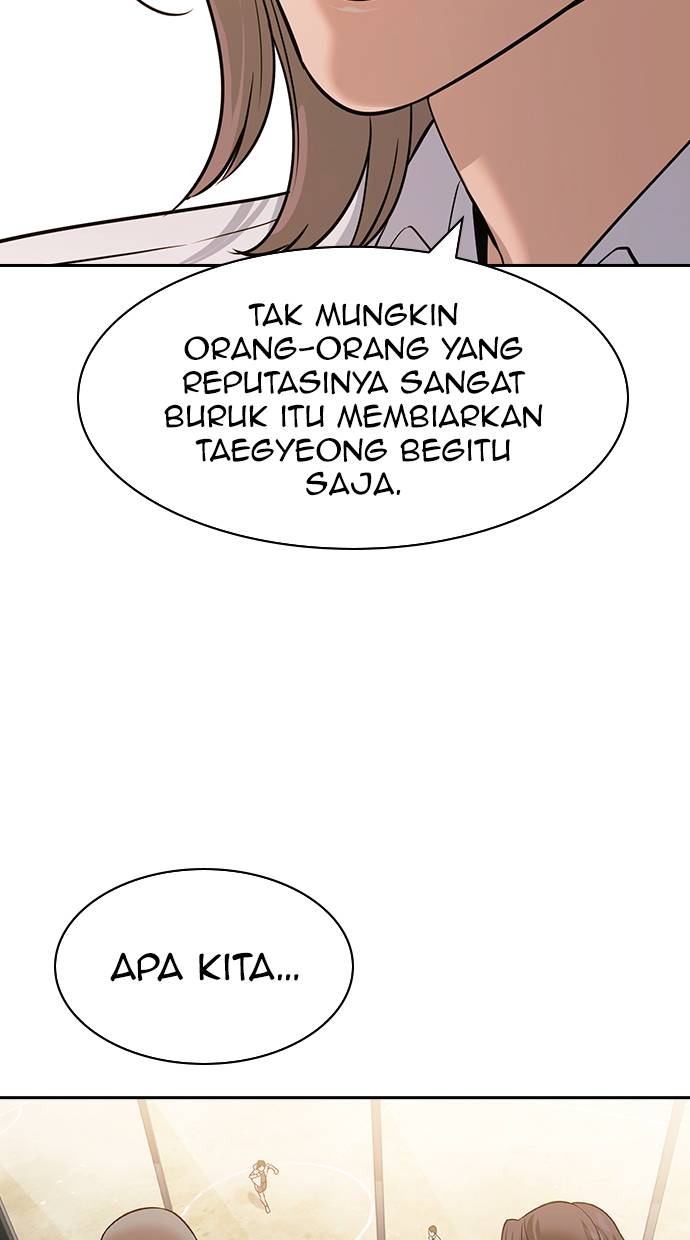 TAK MUNGKIN
ORANG-ORANG YANG
REPUTASINYA SANGAT
BURUK ITU MEMBIARKAN
TAEGYEONG BEGITU
SAJA.
APA KITA...